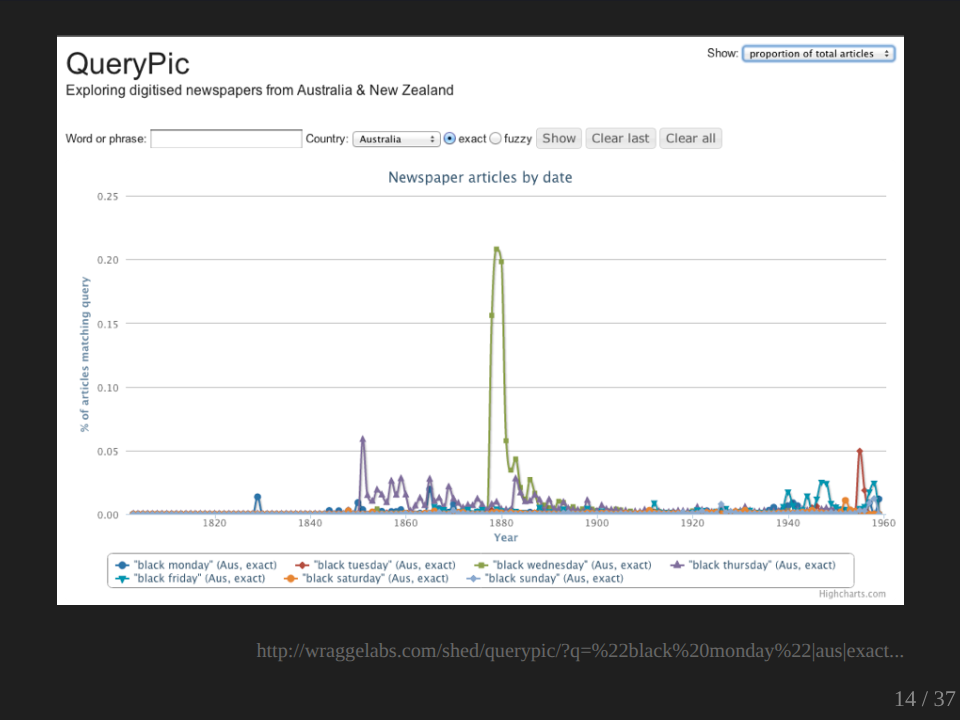 QueryPic
Show: proportion of total articles
Exploring digitised newspapers from Australia & New Zealand
Word or phrase: Country: Australia exact fuzzy Show Clear last Clear all
Newspaper articles by date
0.25
0.20
0.15
0.10
0.05
0.00
% of articles matching query
1820 1840 1860 1880 1900 1920 1940 1960
Year
"black monday" (Aus, exact) "black tuesday" (Aus, exact) "black wednesday" (Aus, exact) "black thursday" (Aus, exact)
"black friday" (Aus, exact) "black saturday" (Aus, exact) "black sunday" (Aus, exact)
Highcharts.com
http://wraggelabs.com/shed/querypic/?q=%22black%20monday%22|aus|exact...
14 / 37